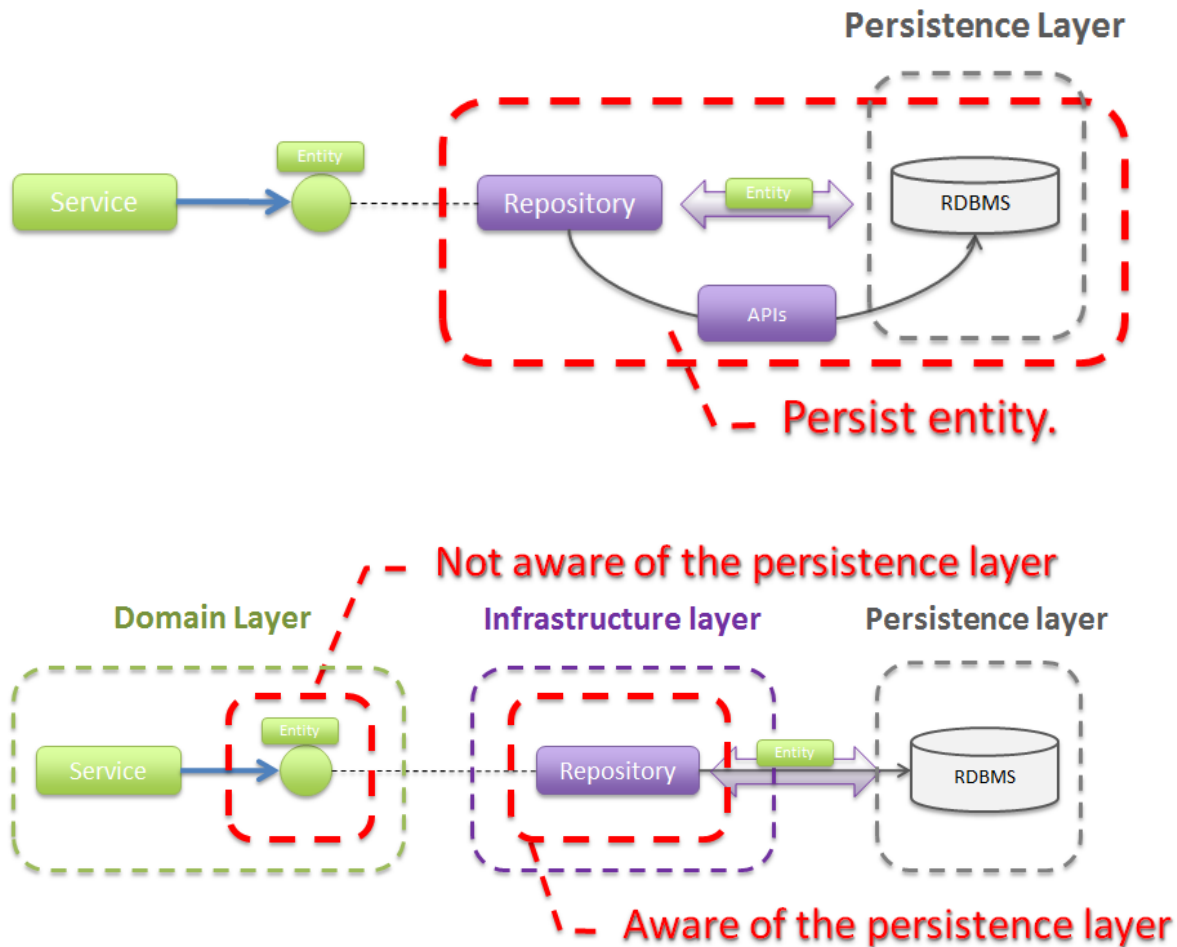 Persistence Layer
Entity
Service
Repository
Entity
RDBMS
APIs
Persist entity.
Not aware of the persistence layer
Domain Layer
Infrastructure layer
Persistence layer
Entity
Service
Repository
Entity
RDBMS
Aware of the persistence layer